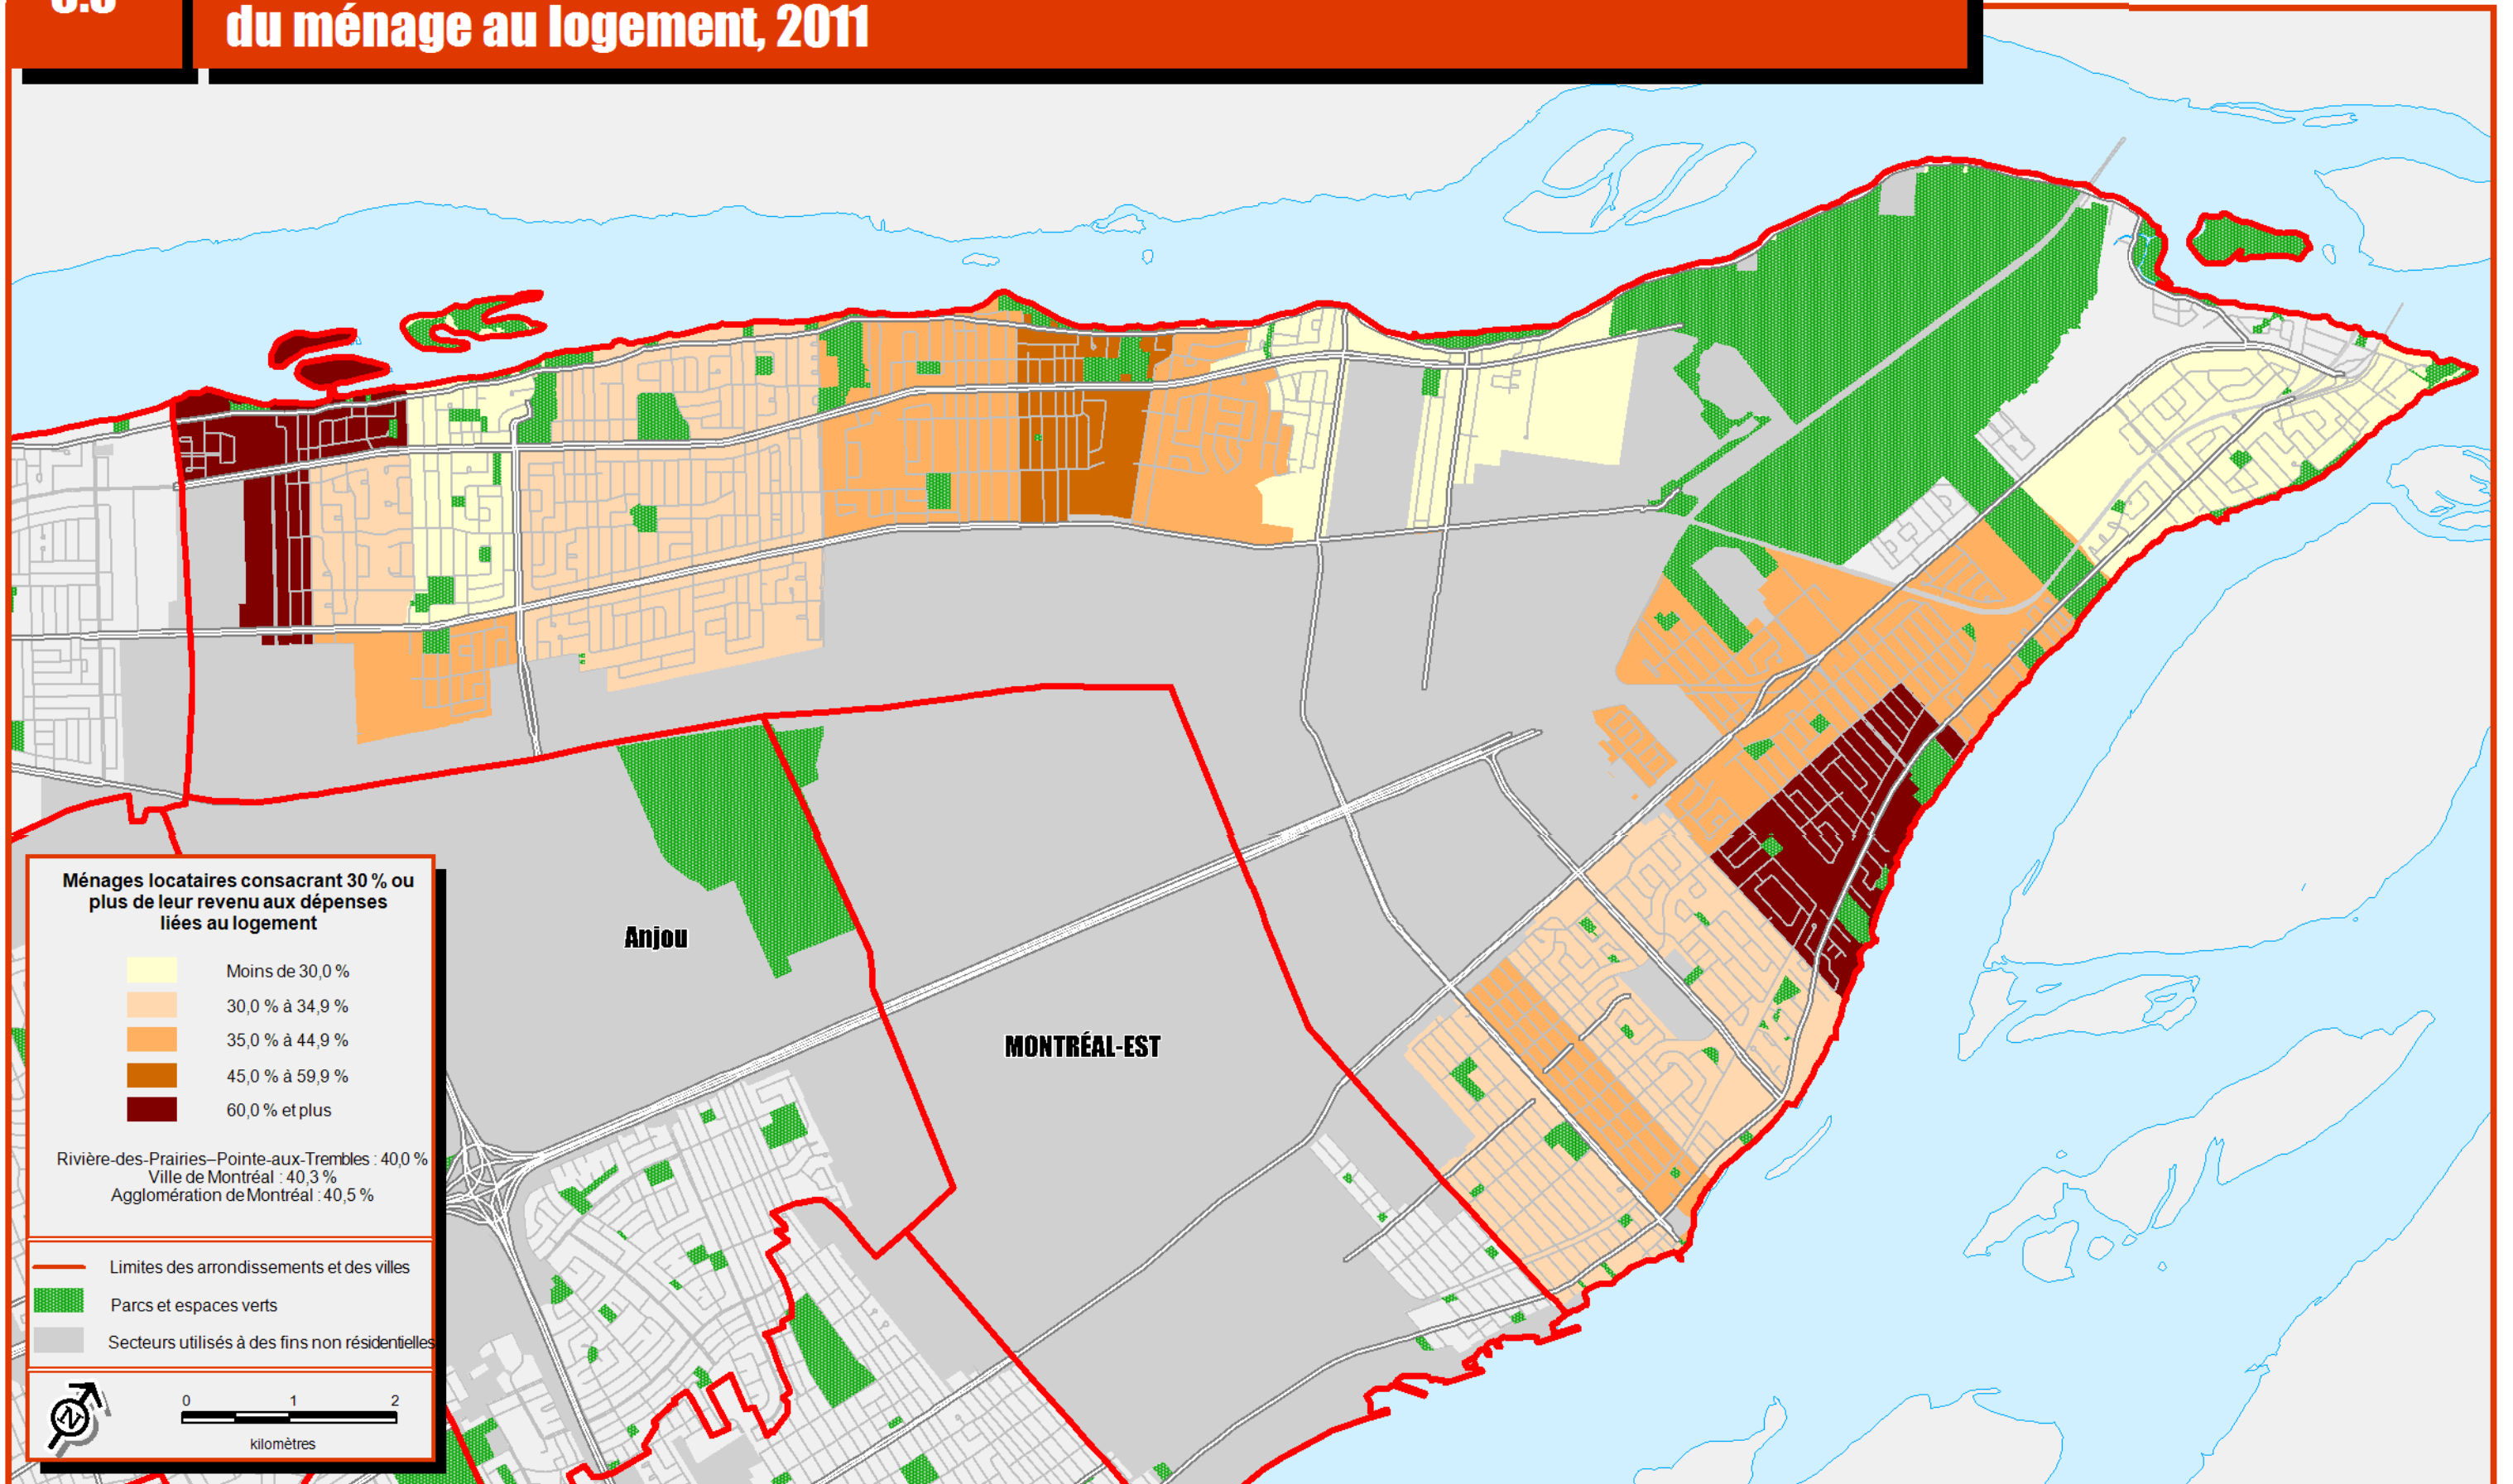 du ménage au logement, 2011
Anjou
MONTRÉAL-EST
Ménages locataires consacrant 30 % ou
plus de leur revenu aux dépenses
liées au logement
Moins de 30,0 %
30,0 % à 34,9 %
35,0 % à 44,9 %
45,0 % à 59,9 %
60,0 % et plus
Rivière-des-Prairies–Pointe-aux-Trembles : 40,0 %
Ville de Montréal : 40,3 %
Agglomération de Montréal : 40,5 %
Limites des arrondissements et des villes
Parcs et espaces verts
Secteurs utilisés à des fins non résidentielles
N
0 1 2
kilomètres